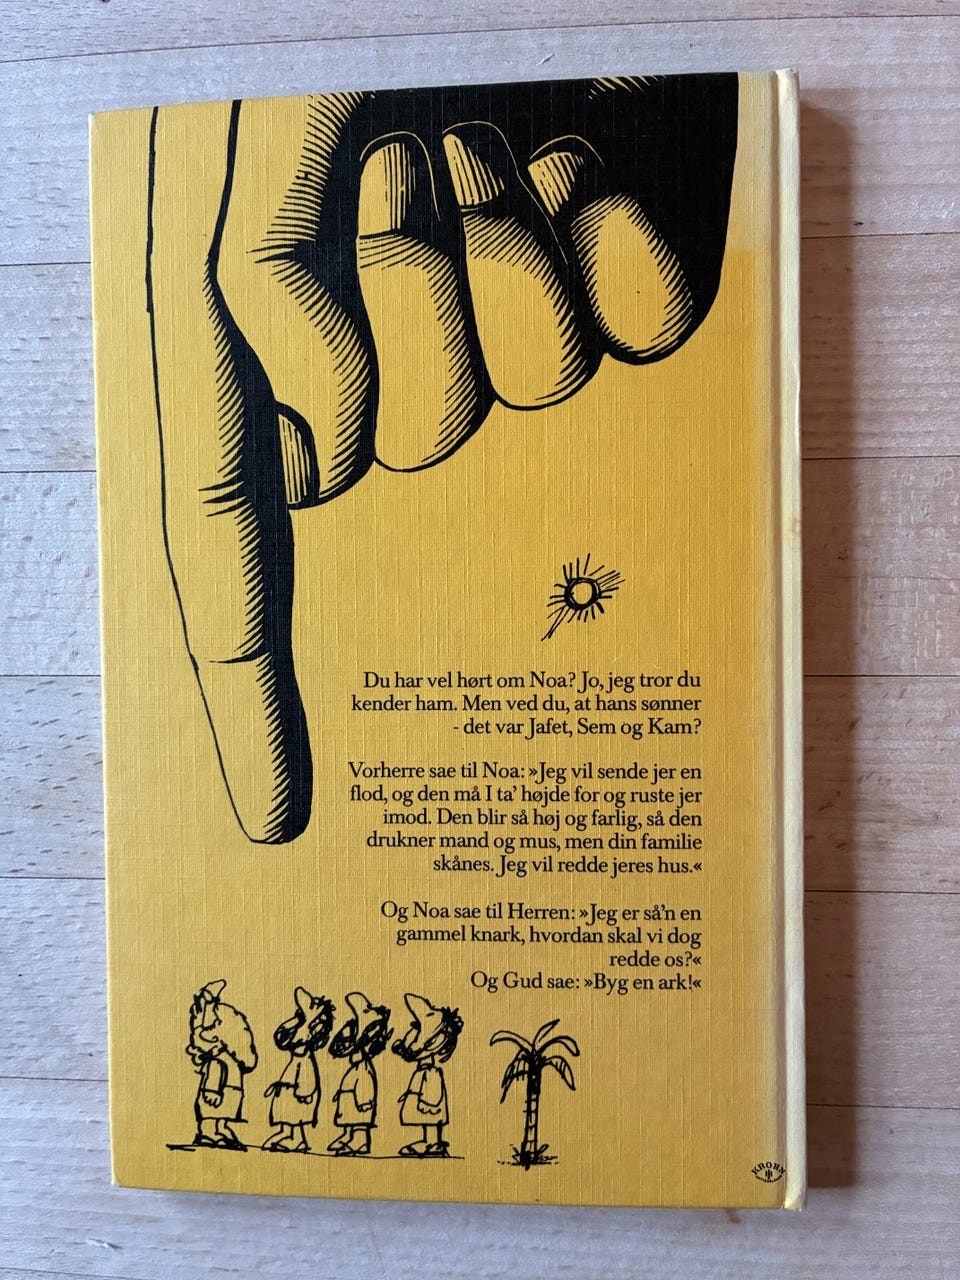 Du har vel hørt om Noa? Jo, jeg tror du
kender ham. Men ved du, at hans sønner
- det var Jafet, Sem og Kam?
Vorherre sae til Noa: »Jeg vil sende jer en
flod, og den må I ta’ højde for og ruste jer
imod. Den blir så høj og farlig, så den
drukner mand og mus, men din familie
skånes. Jeg vil redde jeres hus.«
Og Noa sae til Herren: »Jeg er så’n en
gammel knark, hvordan skal vi dog
redde os?«
Og Gud sae: »Byg en ark!«
KROHN